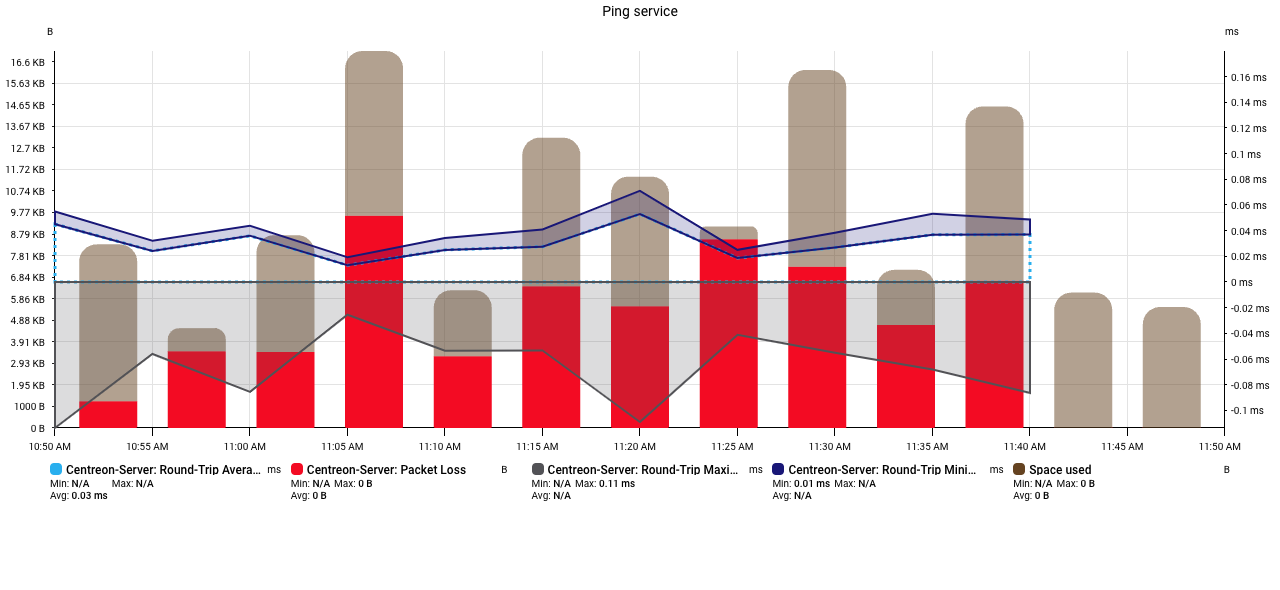 Ping service
B
ms
16.6 KB
15.63 KB
14.65 KB
13.67 KB
12.7 KB
11.72 KB
10.74 KB
9.77 KB
8.79 KB
7.81 KB
6.84 KB
5.86 KB
4.88 KB
3.91 KB
2.93 KB
1.95 KB
1000 B
0 B
0.16 ms
0.14 ms
0.12 ms
0.1 ms
0.08 ms
0.06 ms
0.04 ms
0.02 ms
0 ms
-0.02 ms
-0.04 ms
-0.06 ms
-0.08 ms
-0.1 ms
10:50 AM 10:55 AM 11:00 AM 11:05 AM 11:10 AM 11:15 AM 11:20 AM 11:25 AM 11:30 AM 11:35 AM 11:40 AM 11:45 AM 11:50 AM
Centreon-Server: Round-Trip Avera... ms
Min: N/A Max: N/A
Avg: 0.03 ms
Centreon-Server: Packet Loss B
Min: N/A Max: 0 B
Avg: 0 B
Centreon-Server: Round-Trip Maxi... ms
Min: N/A Max: 0.11 ms
Avg: N/A
Centreon-Server: Round-Trip Mini... ms
Min: 0.01 ms Max: N/A
Avg: N/A
Space used B
Min: N/A Max: 0 B
Avg: 0 B